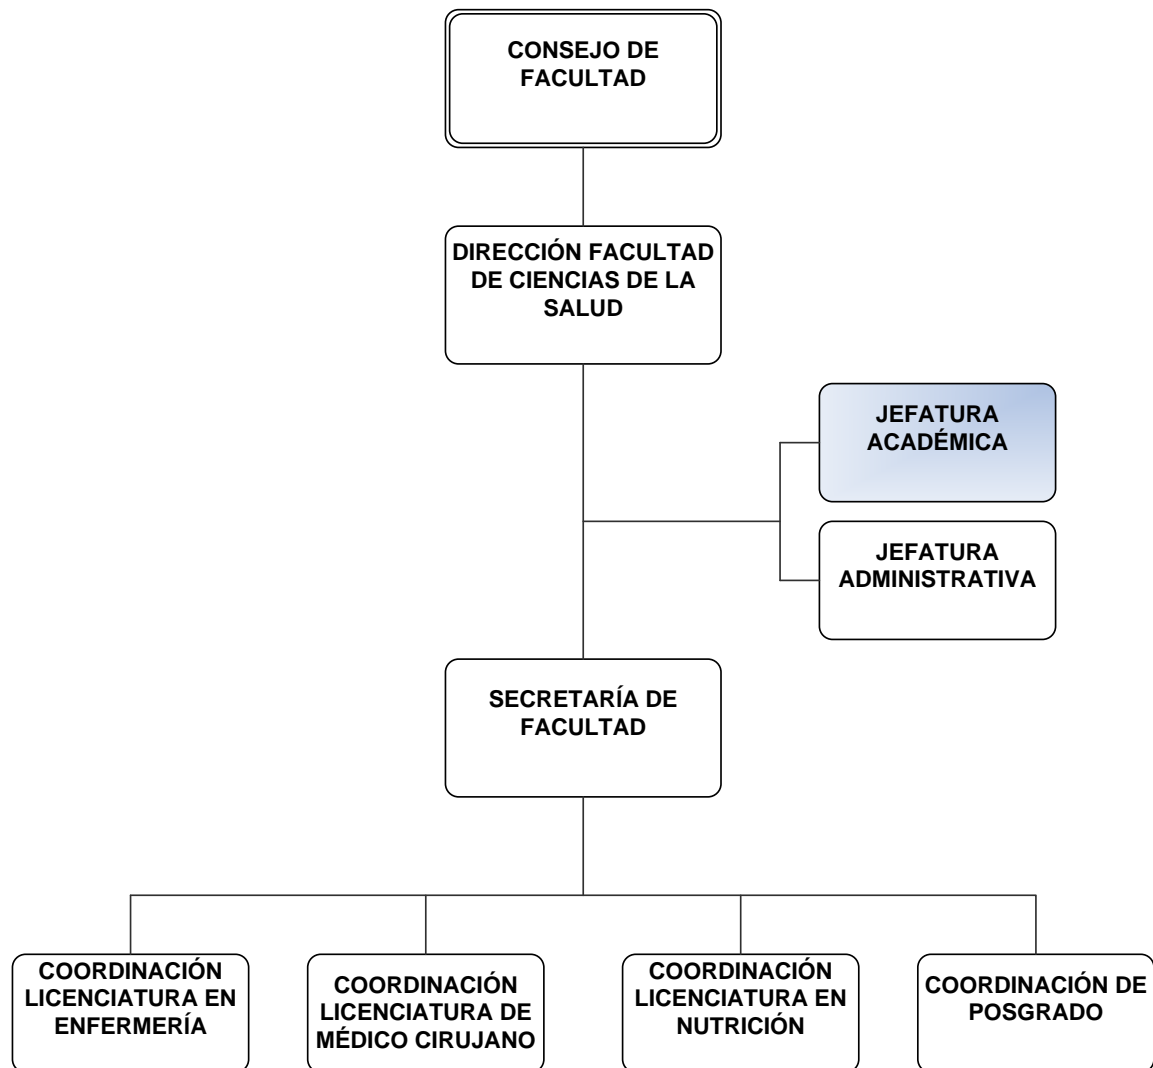 CONSEJO DE
FACULTAD
DIRECCIÓN FACULTAD
DE CIENCIAS DE LA
SALUD
JEFATURA
ACADÉMICA
JEFATURA
ADMINISTRATIVA
SECRETARÍA DE
FACULTAD
COORDINACIÓN
LICENCIATURA EN
ENFERMERÍA
COORDINACIÓN
LICENCIATURA DE
MÉDICO CIRUJANO
COORDINACIÓN
LICENCIATURA EN
NUTRICIÓN
COORDINACIÓN DE
POSGRADO